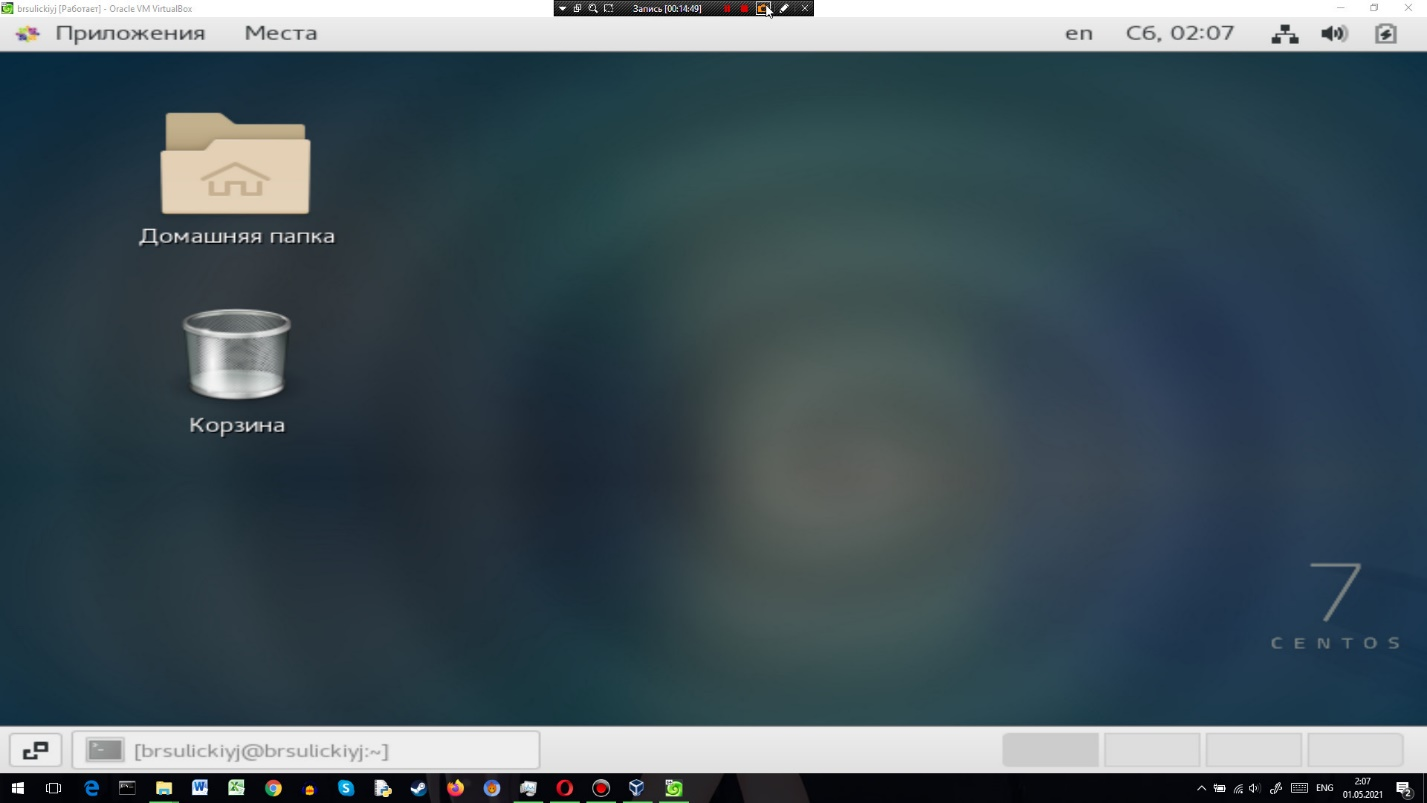 brsulickiyj [Работает] - Oracle VM VirtualBox
Запись [00:14:49]
Приложения Места en Сб, 02:07
Домашняя папка
Корзина
7
CENTOS
[brsulickiyj@brsulickiyj:~]
ENG 2:07
01.05.2021
2